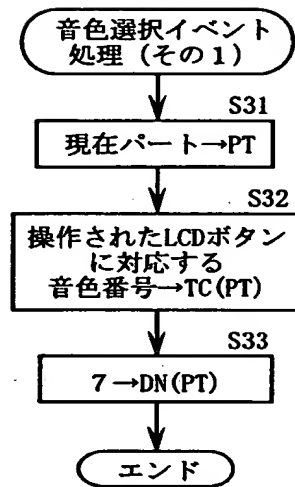 音色選択イベント
処理(その1)
S31
現在パート→PT
S32
操作されたLCDボタン
に対応する
音色番号→TC(PT)
S33
7→DN(PT)
エンド